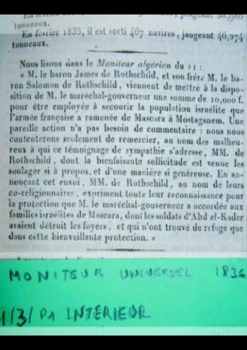 tonneaux.
En février 1835, il est sorti 467 navires, jaugeant 46,974
tonneaux.
Nous lisons dans le Moniteur algérien du 11 :
« M. le baron James de Rothschild, et son frère M. le ba-
ron Salomon de Rothschild, viennent de mettre à la dispo-
sition de M. le maréchal-gouverneur une somme de 10,000 f.
pour être employée à secourir la population israélite que
l'armée française a ramenée de Mascara à Mostaganem. Une
pareille action n'a pas besoin de commentaire : nous nous
contenterons seulement de remercier, au nom des malheu-
reux à qui ce témoignage de sympathie s'adresse, MM. de
Rothschild, dont la bienfaisante sollicitude est venue les
soulager si à propos, et d'une manière si généreuse. En an-
nonçant cet envoi, MM. de Rothschild, au nom de leurs
co-religionnaires, expriment toute leur reconnaissance pour
la protection que M. le maréchal-gouverneur a accordée aux
familles israélites de Mascara, dont les soldats d'Abd-el-Kader
avaient détruit les foyers, et qui n'ont trouvé de refuge que
dans cette bienveillante protection. »
MONITEUR UNIVERSEL 1836
1/3/ P1 INTERIEUR